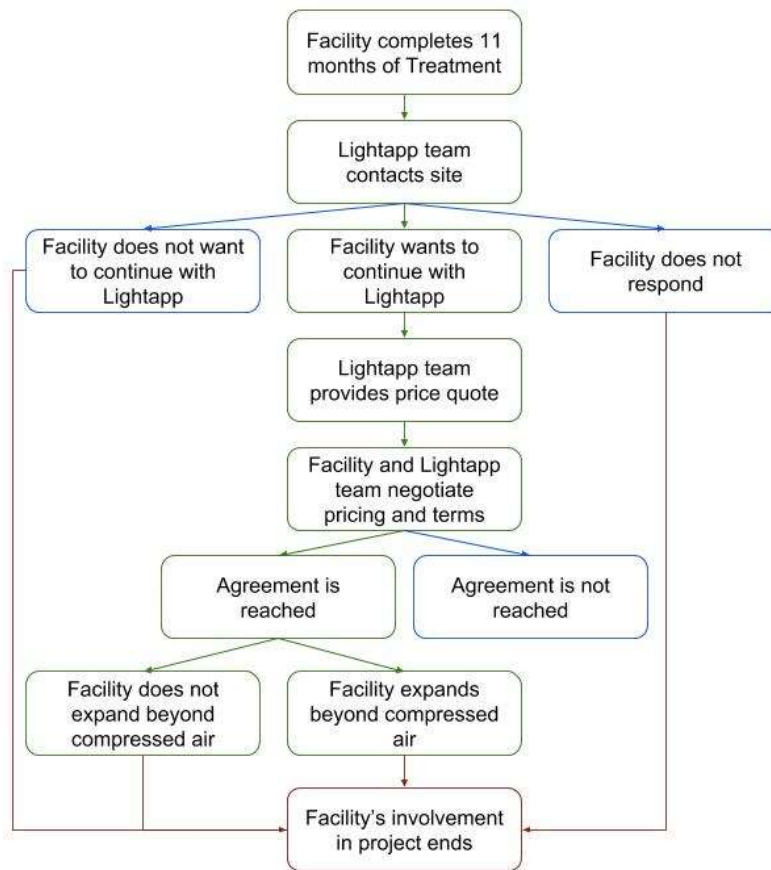 Facility completes 11
months of Treatment
Lightapp team
contacts site
Facility does not want
to continue with
Lightapp
Facility wants to
continue with
Lightapp
Facility does not
respond
Lightapp team
provides price quote
Facility and Lightapp
team negotiate
pricing and terms
Agreement is
reached
Agreement is not
reached
Facility does not
expand beyond
compressed air
Facility expands
beyond compressed
air
Facility's involvement
in project ends